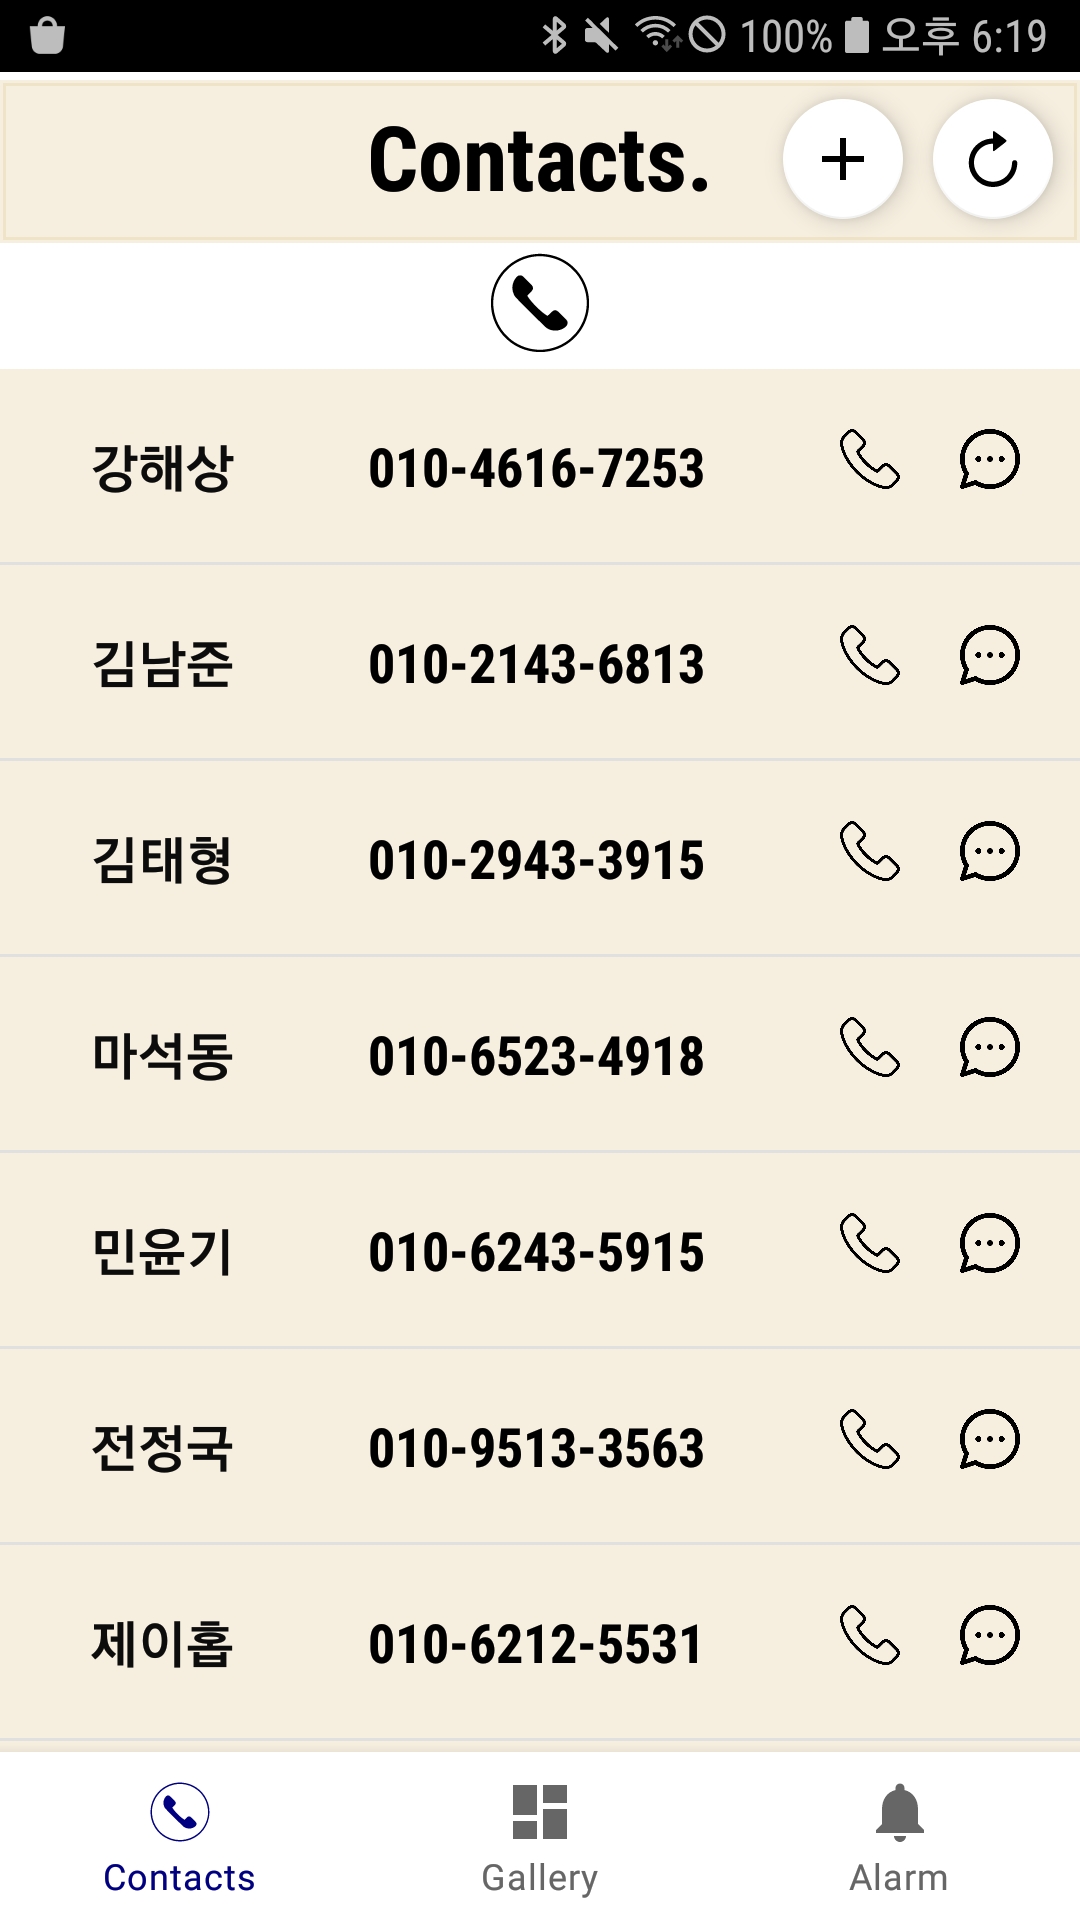 100% 오후 6:19
Contacts.
강해상 010-4616-7253
김남준 010-2143-6813
김태형 010-2943-3915
마석동 010-6523-4918
민윤기 010-6243-5915
전정국 010-9513-3563
제이홉 010-6212-5531
Contacts Gallery Alarm